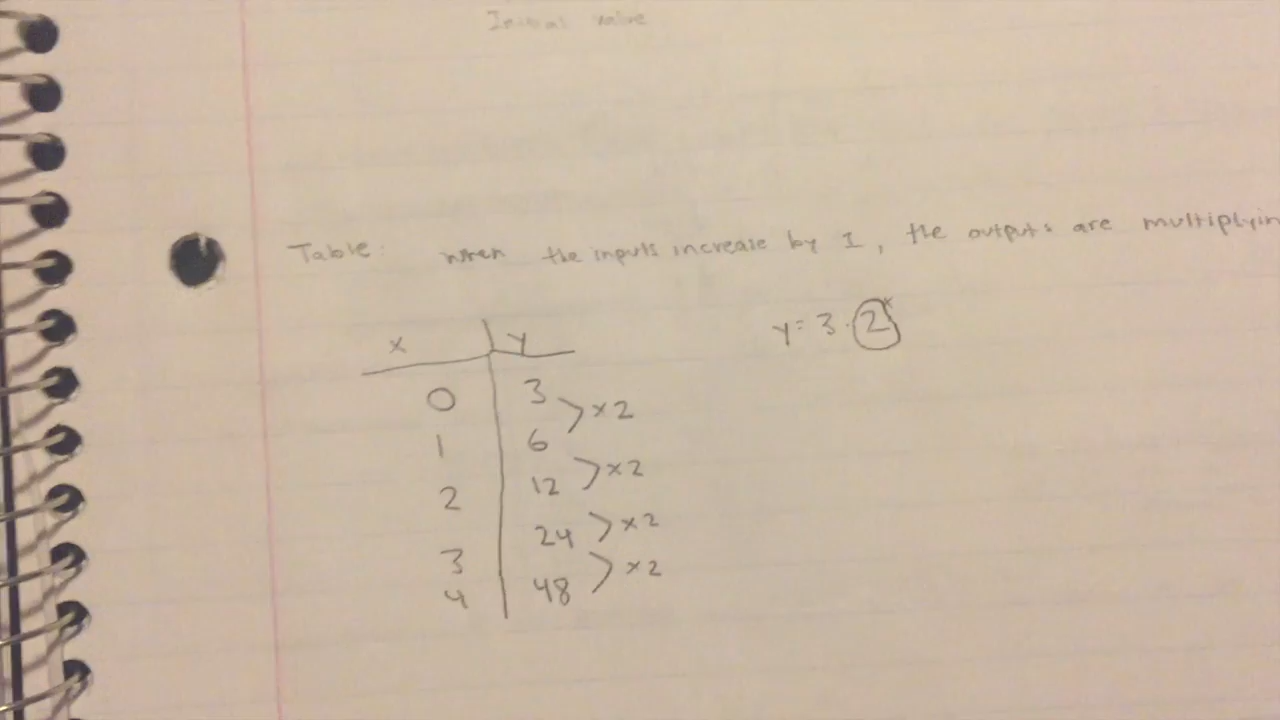 Initial value
Table: when the inputs increase by 1, the outputs are multiplyin
y = 3 · 2^x
x y
0 3
>×2
1 6
>×2
2 12
>×2
3 24
>×2
4 48